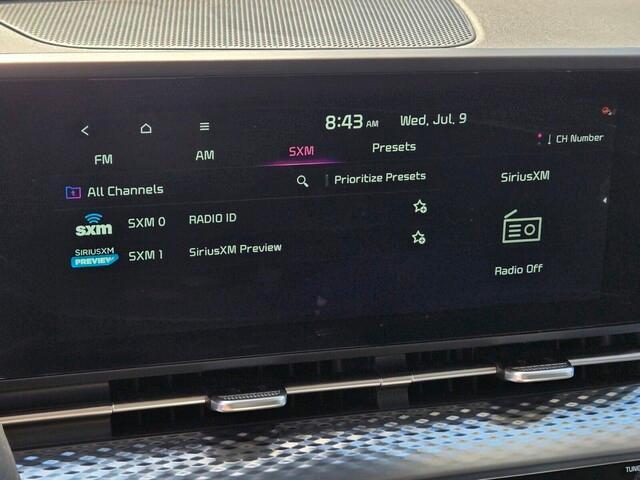 8:43 AM Wed, Jul. 9
FM AM SXM Presets
↓ CH Number
All Channels
Prioritize Presets
SiriusXM
sxm SXM 0 RADIO ID
SIRIUSXM
PREVIEW SXM 1 SiriusXM Preview
Radio Off
TUNE